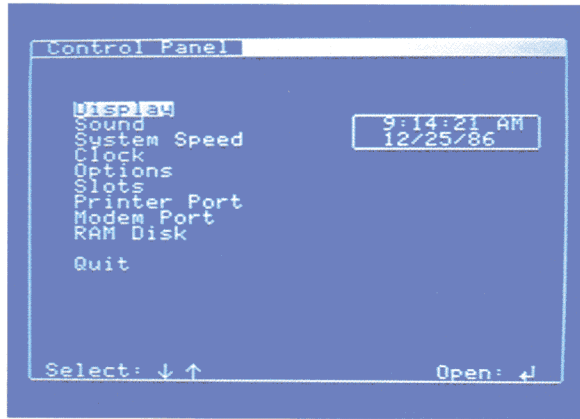 Control Panel
Display
Sound
System Speed
Clock
Options
Slots
Printer Port
Modem Port
RAM Disk
Quit
9:14:21 AM
12/25/86
Select: ↓ ↑
Open: ↵